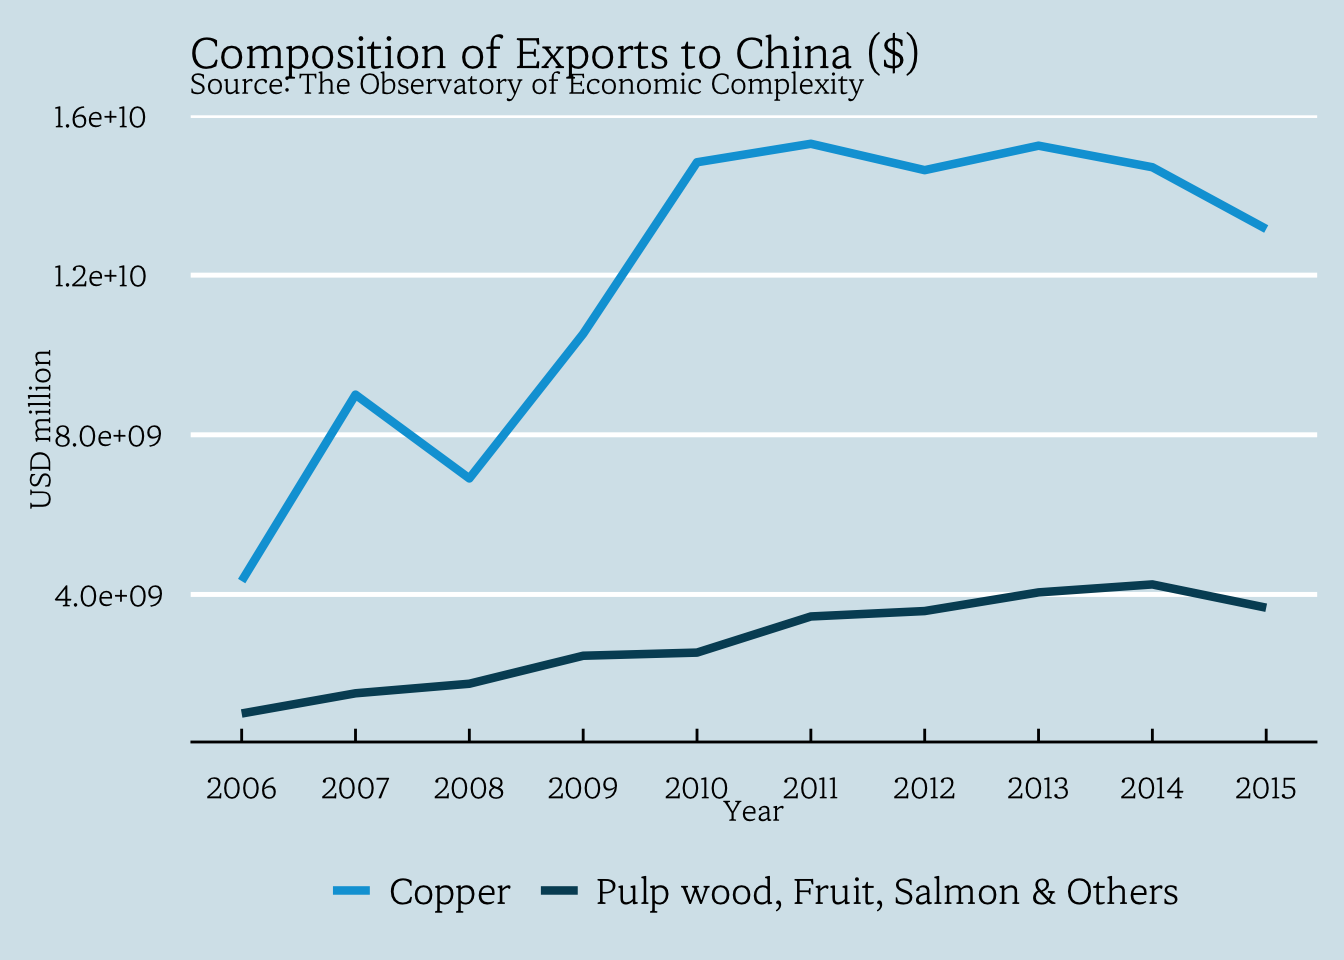 Composition of Exports to China ($)
Source: The Observatory of Economic Complexity
1.6e+10
1.2e+10
8.0e+09
4.0e+09
USD million
2006 2007 2008 2009 2010 2011 2012 2013 2014 2015
Year
Copper Pulp wood, Fruit, Salmon & Others